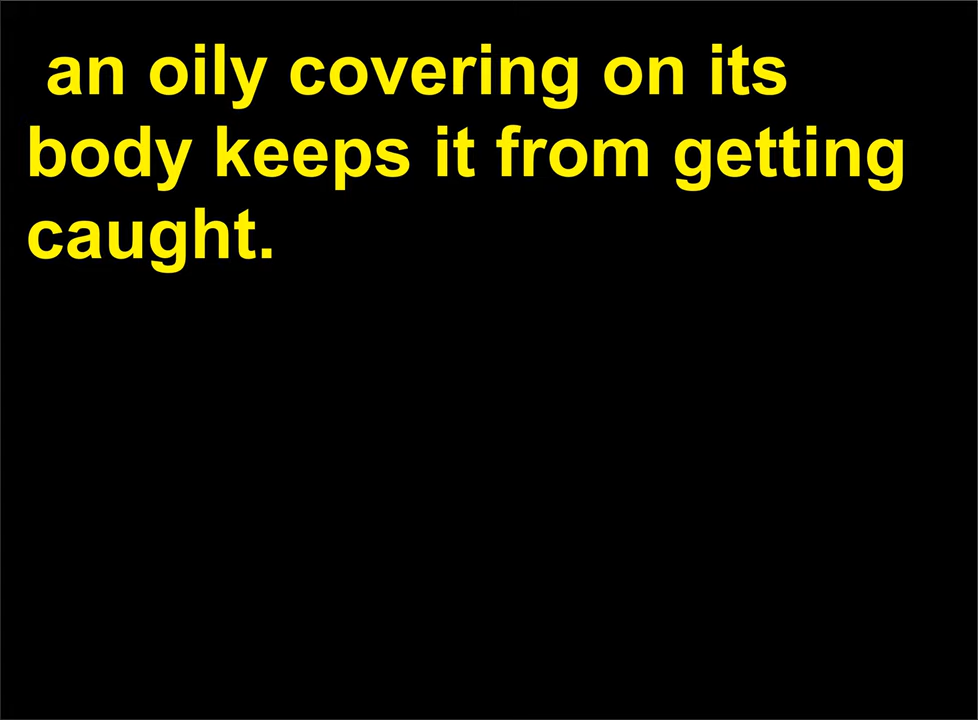 an oily covering on its
body keeps it from getting
caught.